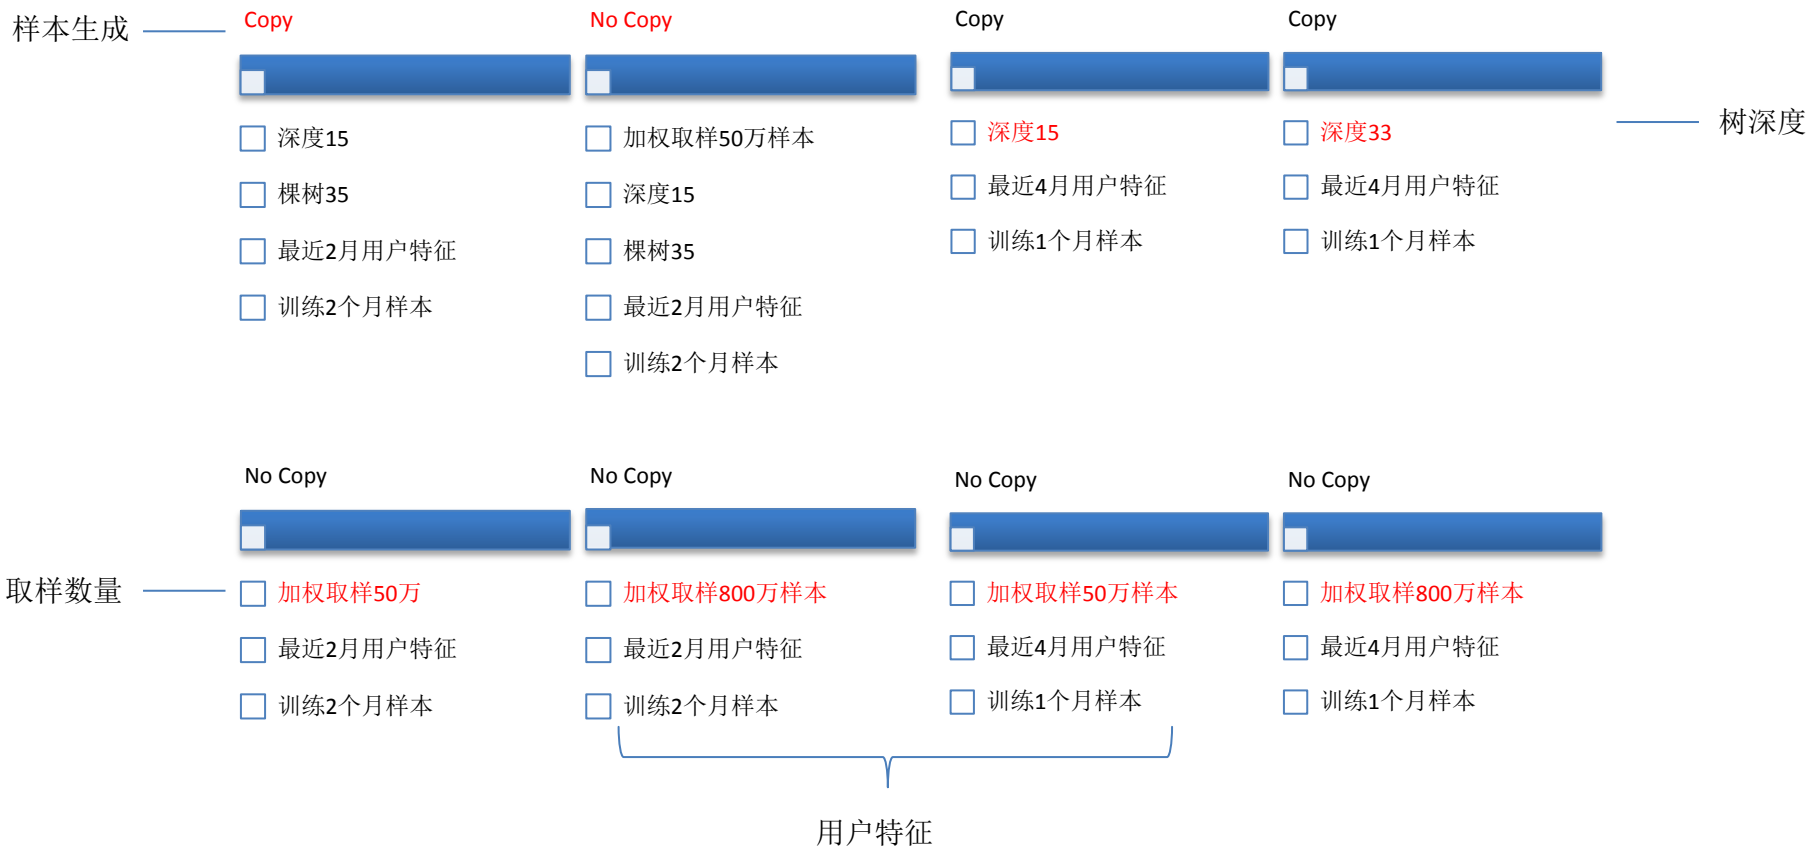 样本生成
Copy
深度15
棵树35
最近2月用户特征
训练2个月样本
No Copy
加权取样50万样本
深度15
棵树35
最近2月用户特征
训练2个月样本
Copy
深度15
最近4月用户特征
训练1个月样本
Copy
深度33
最近4月用户特征
训练1个月样本
树深度
取样数量
No Copy
加权取样50万
最近2月用户特征
训练2个月样本
No Copy
加权取样800万样本
最近2月用户特征
训练2个月样本
No Copy
加权取样50万样本
最近4月用户特征
训练1个月样本
No Copy
加权取样800万样本
最近4月用户特征
训练1个月样本
用户特征